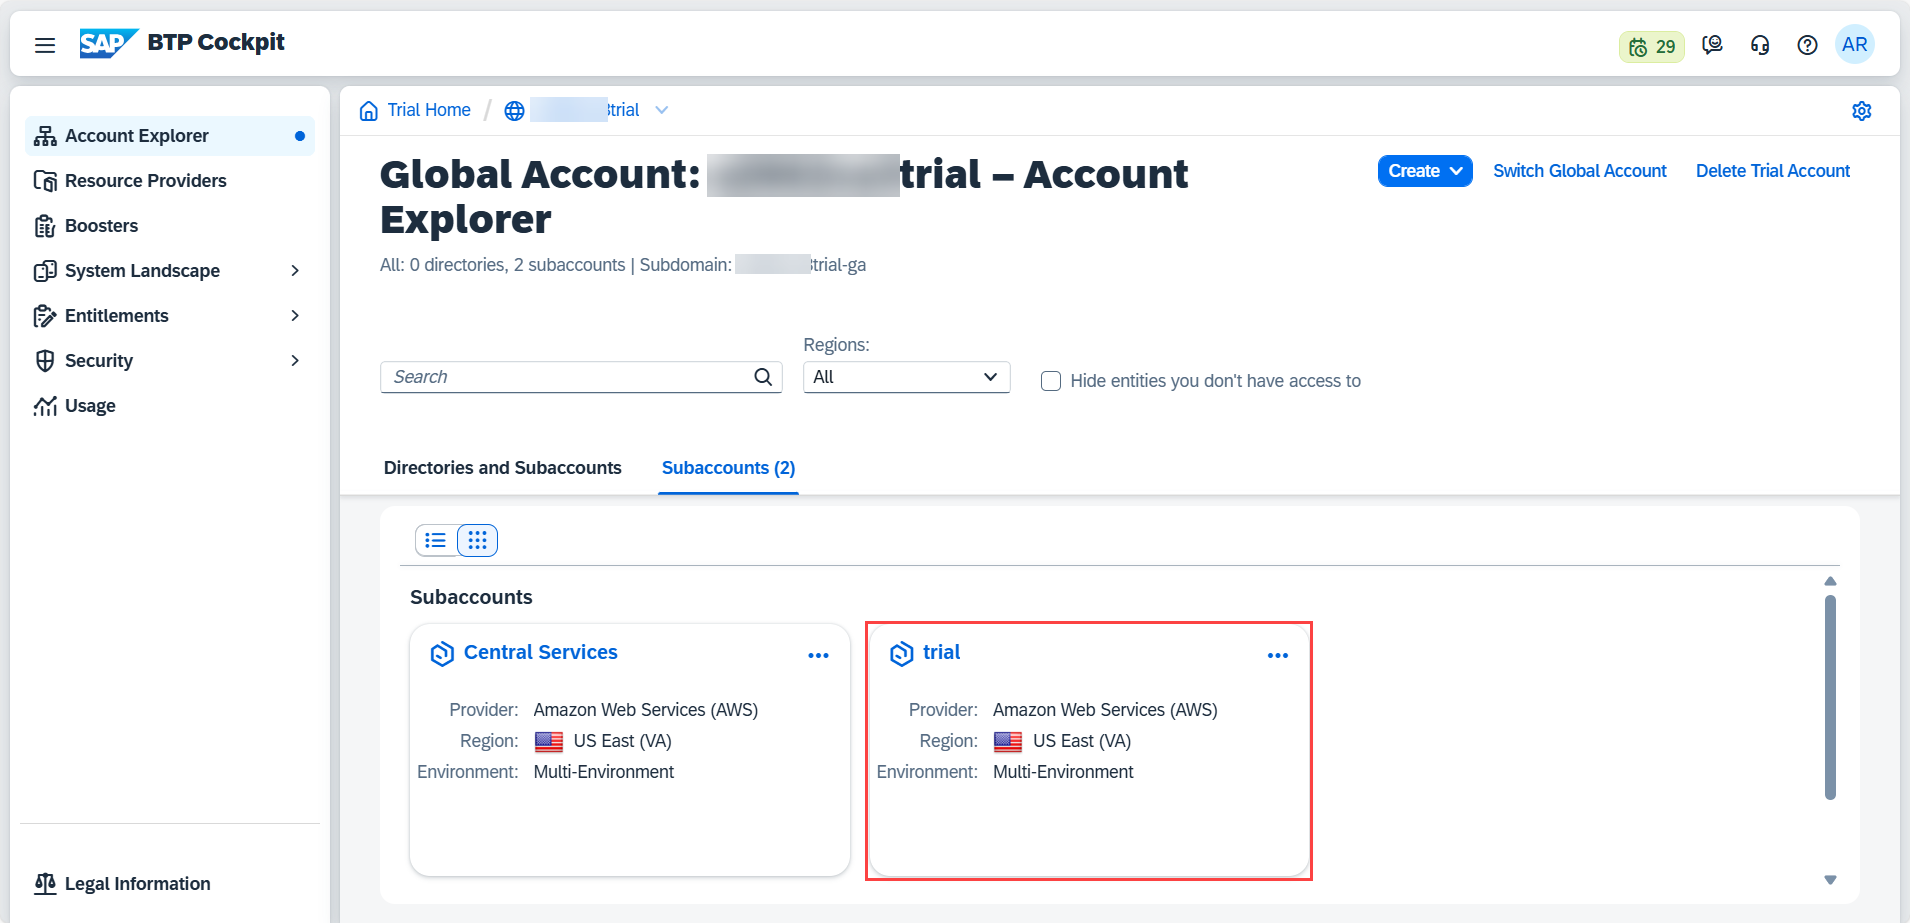 SAP BTP Cockpit
29
AR
Account Explorer
Resource Providers
Boosters
System Landscape
Entitlements
Security
Usage
Legal Information
Trial Home / trial
Global Account: trial – Account
Explorer
Create
Switch Global Account
Delete Trial Account
All: 0 directories, 2 subaccounts | Subdomain: trial-ga
Regions:
Search
All
Hide entities you don't have access to
Directories and Subaccounts
Subaccounts (2)
Subaccounts
Central Services
Provider: Amazon Web Services (AWS)
Region: US East (VA)
Environment: Multi-Environment
trial
Provider: Amazon Web Services (AWS)
Region: US East (VA)
Environment: Multi-Environment